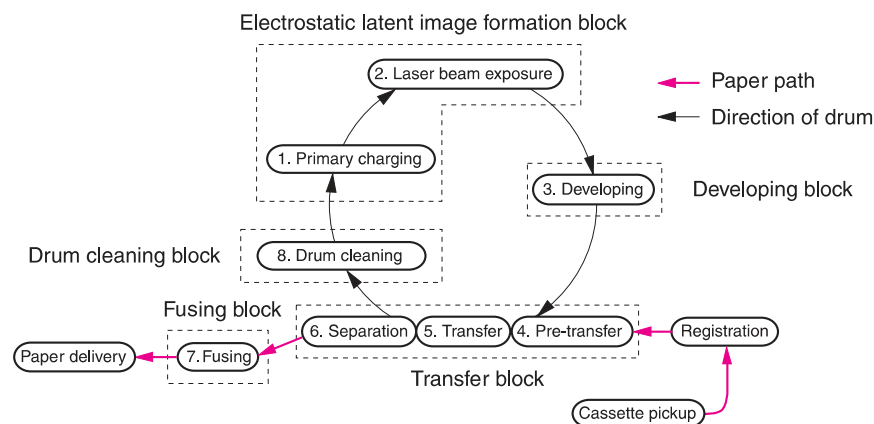 Electrostatic latent image formation block
2. Laser beam exposure
Paper path
Direction of drum
1. Primary charging
3. Developing
Developing block
Drum cleaning block
8. Drum cleaning
Fusing block
6. Separation
5. Transfer
4. Pre-transfer
Registration
Paper delivery
7. Fusing
Transfer block
Cassette pickup